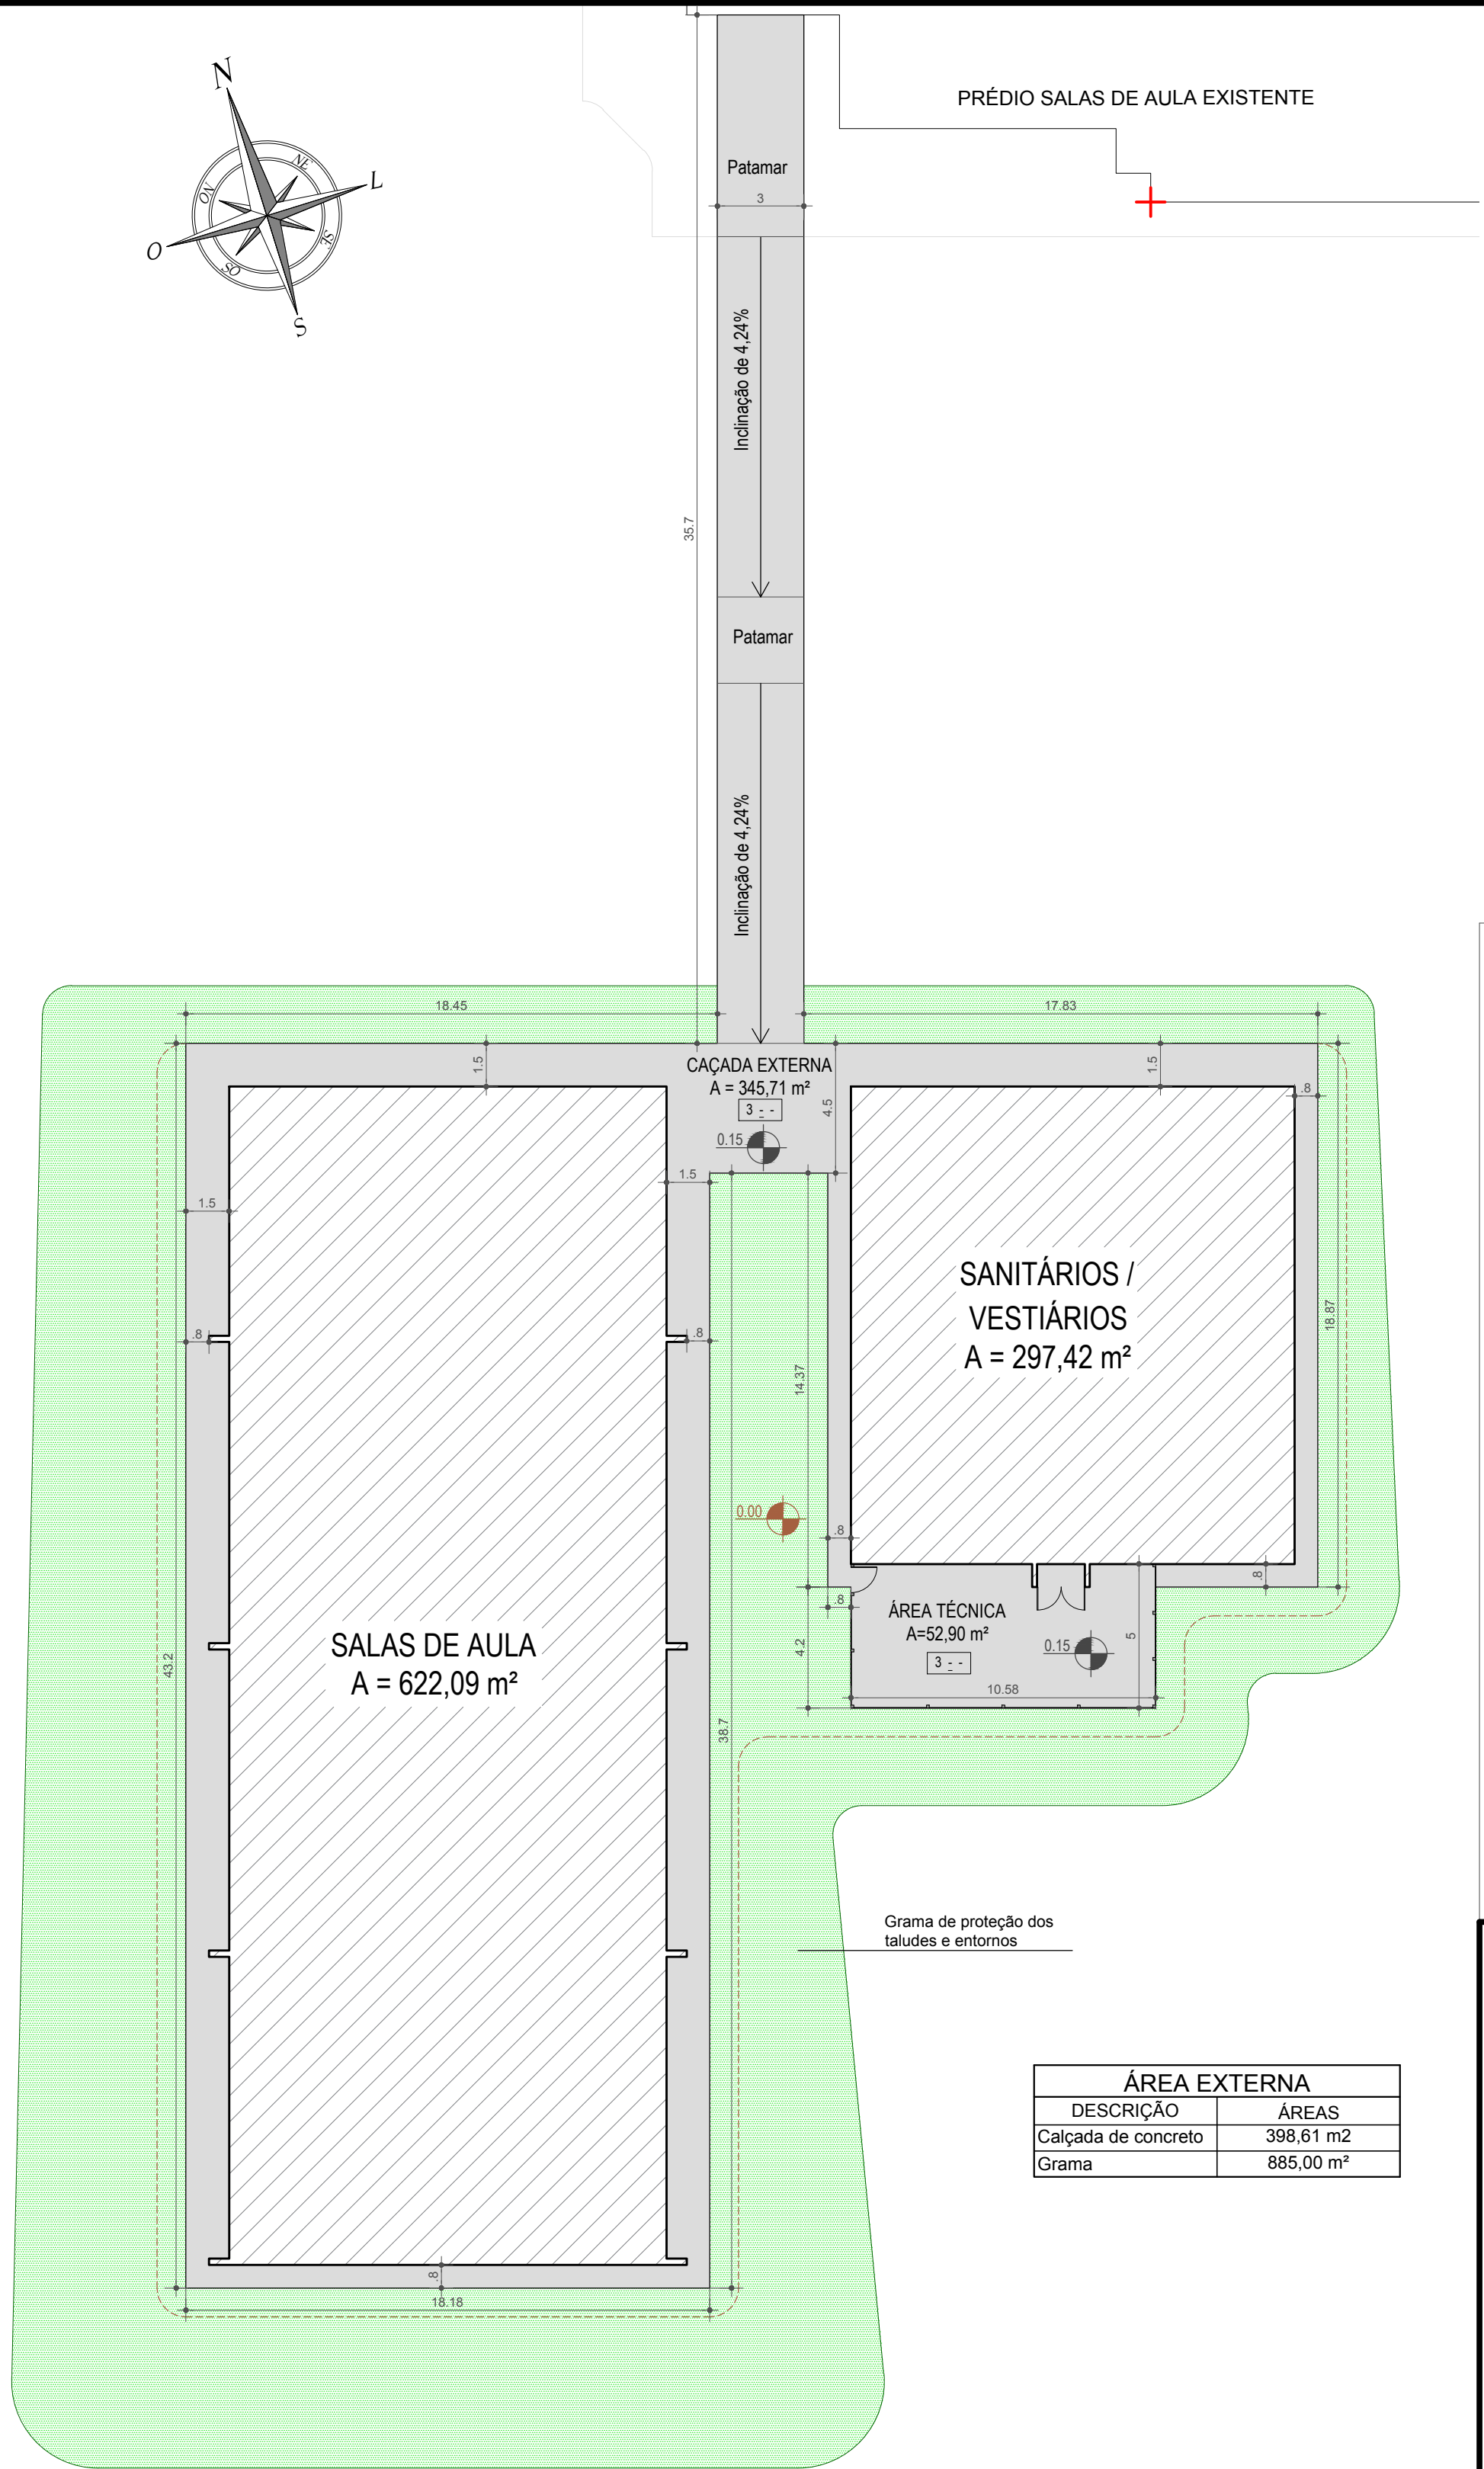 N
NE
L
SE
S
SO
O
ON
PRÉDIO SALAS DE AULA EXISTENTE
Patamar
3
Inclinação de 4,24%
35.7
Patamar
Inclinação de 4,24%
18.45
17.83
1.5
CAÇADA EXTERNA
A = 345,71 m²
3 - -
0.15
4.5
1.5
.8
1.5
1.5
.8
.8
SANITÁRIOS /
VESTIÁRIOS
A = 297,42 m²
18.87
14.37
0.00
.8
.8
.8
ÁREA TÉCNICA
A=52,90 m²
3 - -
0.15
5
4.2
10.58
SALAS DE AULA
A = 622,09 m²
43.2
38.7
Grama de proteção dos
taludes e entornos
ÁREA EXTERNA
DESCRIÇÃO ÁREAS
Calçada de concreto 398,61 m2
Grama 885,00 m²
.8
18.18